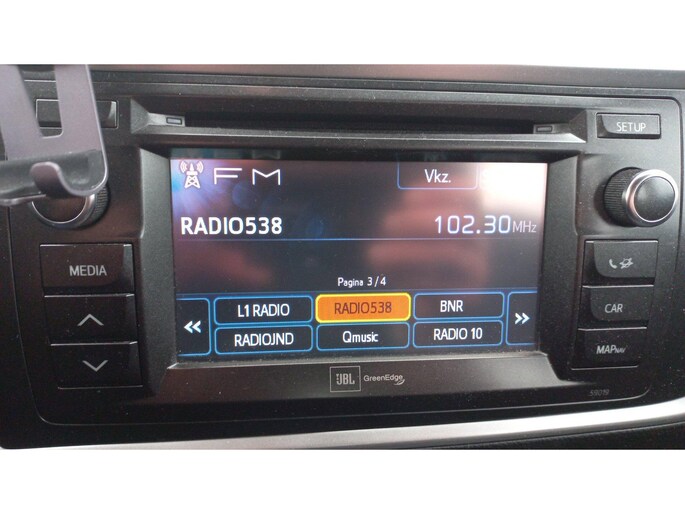 SETUP
FM
Vkz.
RADIO538
102.30MHz
MEDIA
Pagina 3/4
CAR
L1 RADIO
RADIO538
BNR
«
»
RADIOJND
Qmusic
RADIO 10
MAP NAV
JBL GreenEdge